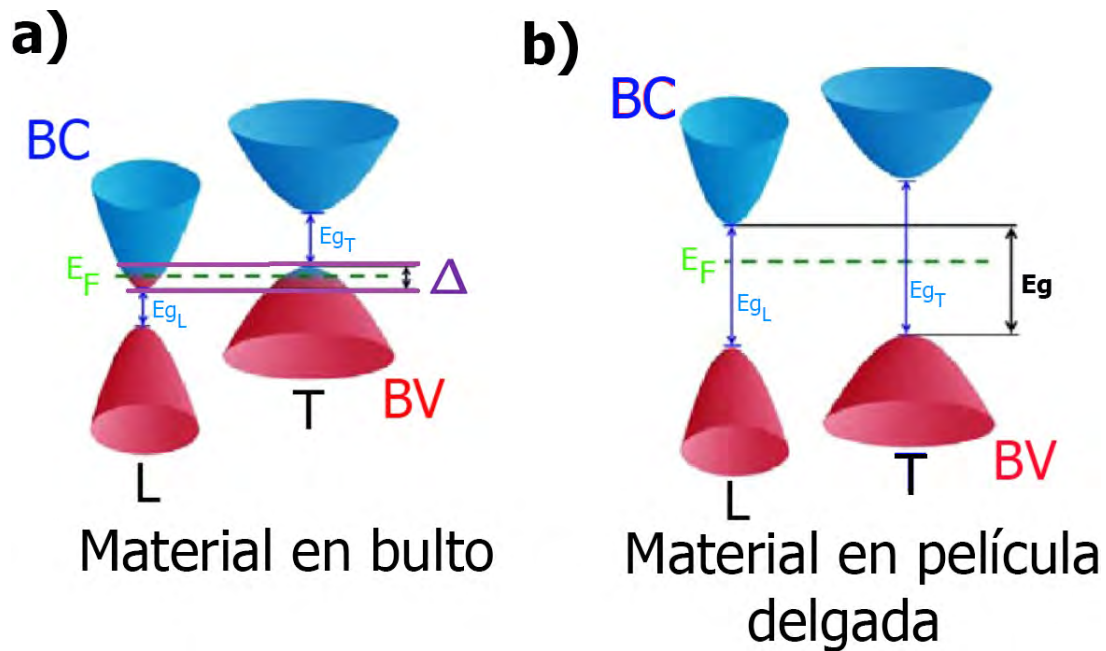 a)
BC
Eg_T
E_F
Δ
Eg_L
BV
T
L
Material en bulto
b)
BC
E_F
Eg_L
Eg_T
Eg
BV
T
L
Material en película
delgada